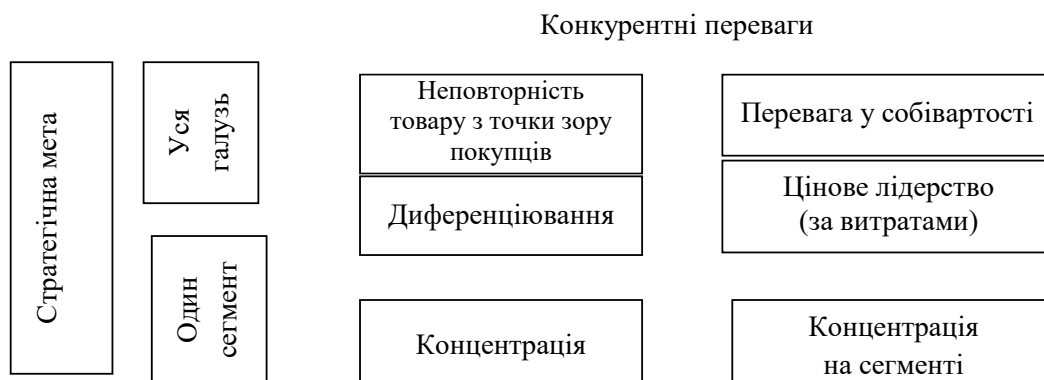 Конкурентні переваги
Стратегічна мета
Уся
галузь
Неповторність
товару з точки зору
покупців
Перевага у собівартості
Диференціювання
Цінове лідерство
(за витратами)
Один
сегмент
Концентрація
Концентрація
на сегменті